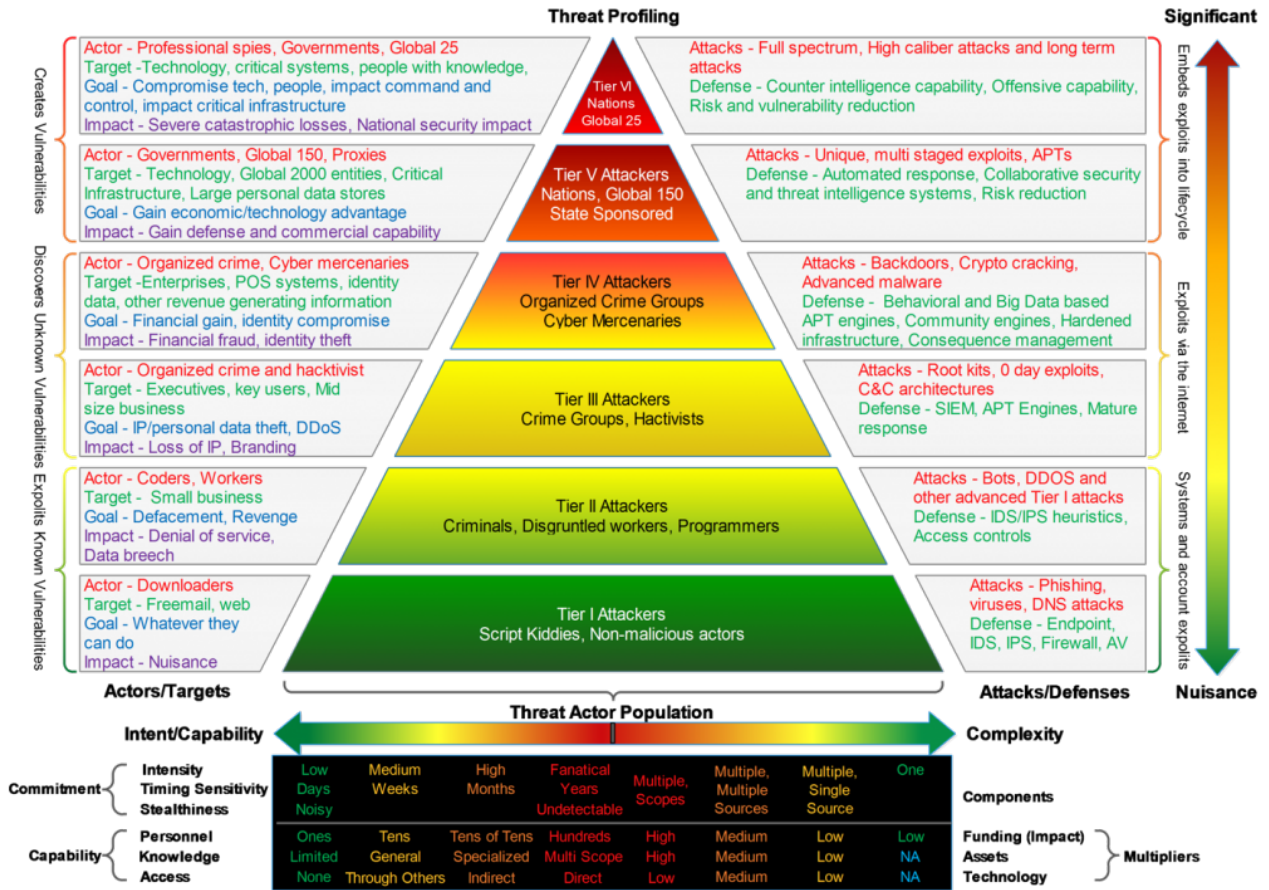 Threat Profiling
Significant
Creates Vulnerabilities
Actor - Professional spies, Governments, Global 25
Target -Technology, critical systems, people with knowledge,
Goal - Compromise tech, people, impact command and
control, impact critical infrastructure
Impact - Severe catastrophic losses, National security impact
Tier VI
Nations
Global 25
Attacks - Full spectrum, High caliber attacks and long term
attacks
Defense - Counter intelligence capability, Offensive capability,
Risk and vulnerability reduction
Embeds exploits into lifecycle
Actor - Governments, Global 150, Proxies
Target - Technology, Global 2000 entities, Critical
Infrastructure, Large personal data stores
Goal - Gain economic/technology advantage
Impact - Gain defense and commercial capability
Tier V Attackers
Nations, Global 150
State Sponsored
Attacks - Unique, multi staged exploits, APTs
Defense - Automated response, Collaborative security
and threat intelligence systems, Risk reduction
Discovers Unknown Vulnerabilities
Actor - Organized crime, Cyber mercenaries
Target -Enterprises, POS systems, identity
data, other revenue generating information
Goal - Financial gain, identity compromise
Impact - Financial fraud, identity theft
Tier IV Attackers
Organized Crime Groups
Cyber Mercenaries
Attacks - Backdoors, Crypto cracking,
Advanced malware
Defense - Behavioral and Big Data based
APT engines, Community engines, Hardened
infrastructure, Consequence management
Exploits via the internet
Actor - Organized crime and hacktivist
Target - Executives, key users, Mid
size business
Goal - IP/personal data theft, DDoS
Impact - Loss of IP, Branding
Tier III Attackers
Crime Groups, Hactivists
Attacks - Root kits, 0 day exploits,
C&C architectures
Defense - SIEM, APT Engines, Mature
response
Expolits Known Vulnerabilities
Actor - Coders, Workers
Target - Small business
Goal - Defacement, Revenge
Impact - Denial of service,
Data breech
Tier II Attackers
Criminals, Disgruntled workers, Programmers
Attacks - Bots, DDOS and
other advanced Tier I attacks
Defense - IDS/IPS heuristics,
Access controls
Systems and account expolits
Actor - Downloaders
Target - Freemail, web
Goal - Whatever they
can do
Impact - Nuisance
Tier I Attackers
Script Kiddies, Non-malicious actors
Attacks - Phishing,
viruses, DNS attacks
Defense - Endpoint,
IDS, IPS, Firewall, AV
Actors/Targets
Attacks/Defenses
Nuisance
Threat Actor Population
Intent/Capability
Complexity
Commitment
Intensity
Timing Sensitivity
Stealthiness
Low
Days
Noisy
Medium
Weeks
High
Months
Fanatical
Years
Undetectable
Multiple,
Scopes
Multiple,
Multiple
Sources
Multiple,
Single
Source
One
Components
Capability
Personnel
Knowledge
Access
Ones
Limited
None
Tens
General
Through Others
Tens of Tens
Specialized
Indirect
Hundreds
Multi Scope
Direct
High
High
Low
Medium
Medium
Medium
Low
Low
Low
Low
NA
NA
Funding (Impact)
Assets
Technology
Multipliers